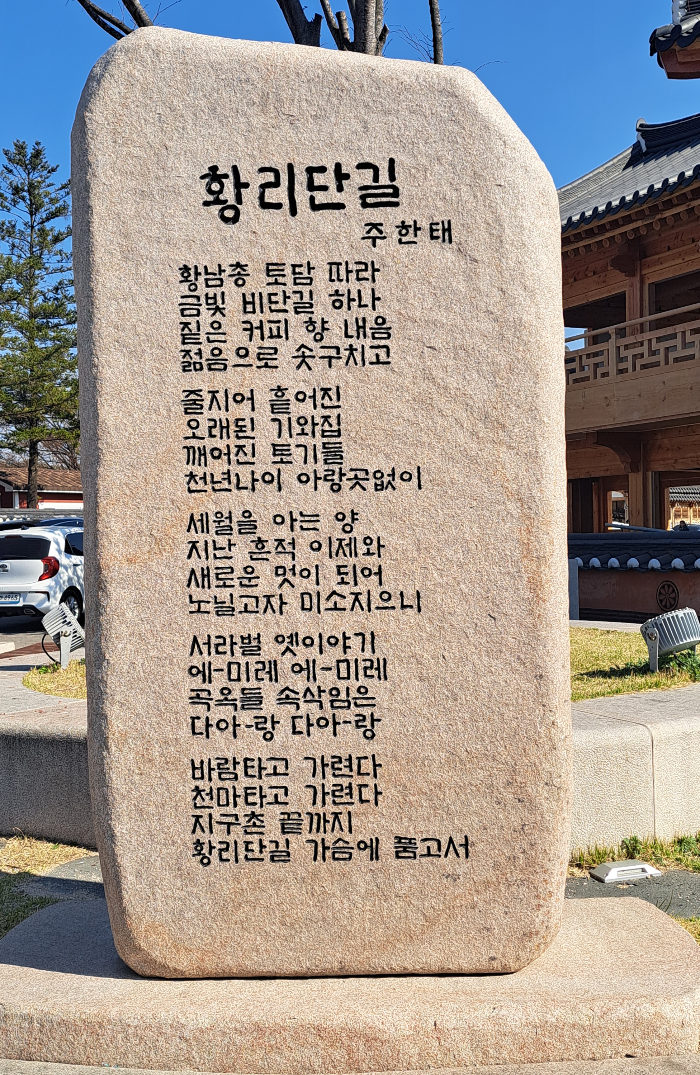 황리단길
주한태
황남총 토담 따라
금빛 비단길 하나
짙은 커피 향 내음
젊음으로 솟구치고
줄지어 흩어진
오래된 기와집
깨어진 토기들
천년나이 아랑곳없이
세월을 아는 양
지난 흔적 이제와
새로운 멋이 되어
노닐고자 미소지으니
서라벌 옛이야기
에-미레 에-미레
곡옥들 속삭임은
다아-랑 다아-랑
바람타고 가련다
천마타고 가련다
지구촌 끝까지
황리단길 가슴에 품고서